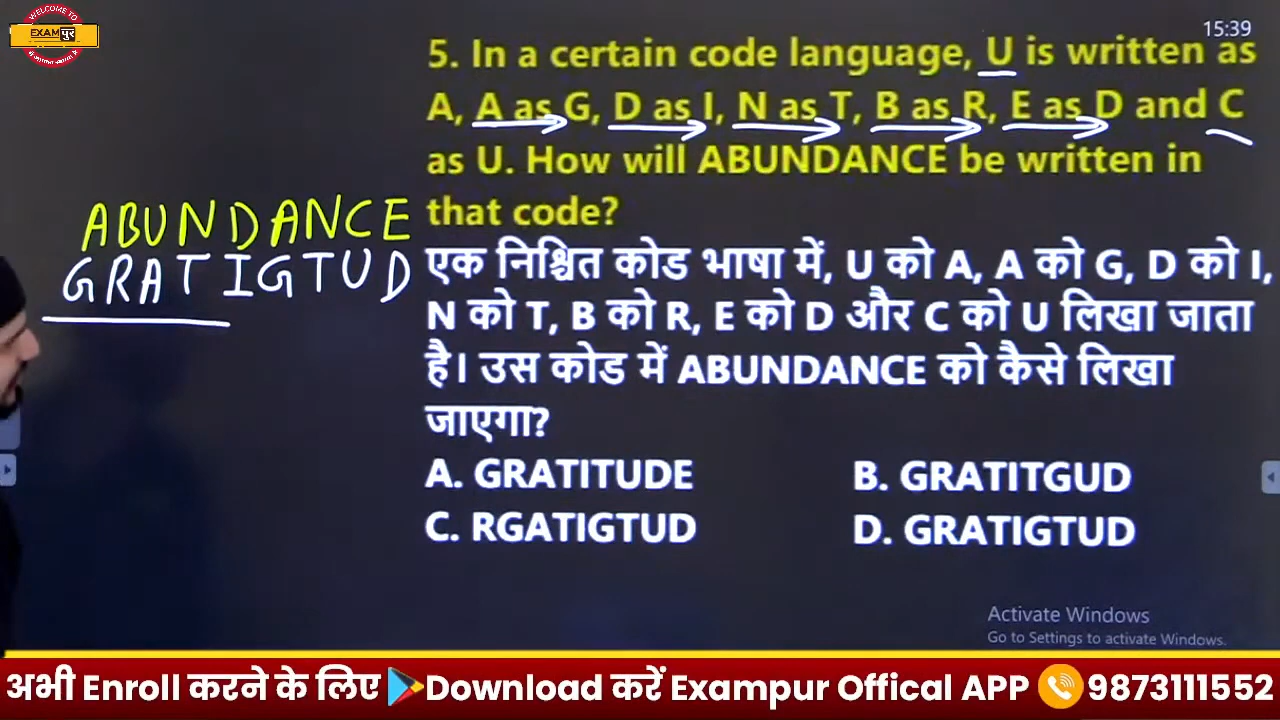 WELCOME TO
EXAMपुर
15:39
5. In a certain code language, U is written as
A, A as G, D as I, N as T, B as R, E as D and C
as U. How will ABUNDANCE be written in
that code?
ABUNDANCE
GRATIGTUD
एक निश्चित कोड भाषा में, U को A, A को G, D को I,
N को T, B को R, E को D और C को U लिखा जाता
है। उस कोड में ABUNDANCE को कैसे लिखा
जाएगा?
A. GRATITUDE
B. GRATITGUD
C. RGATIGTUD
D. GRATIGTUD
Activate Windows
Go to Settings to activate Windows.
अभी Enroll करने के लिए Download करें Exampur Offical APP 9873111552